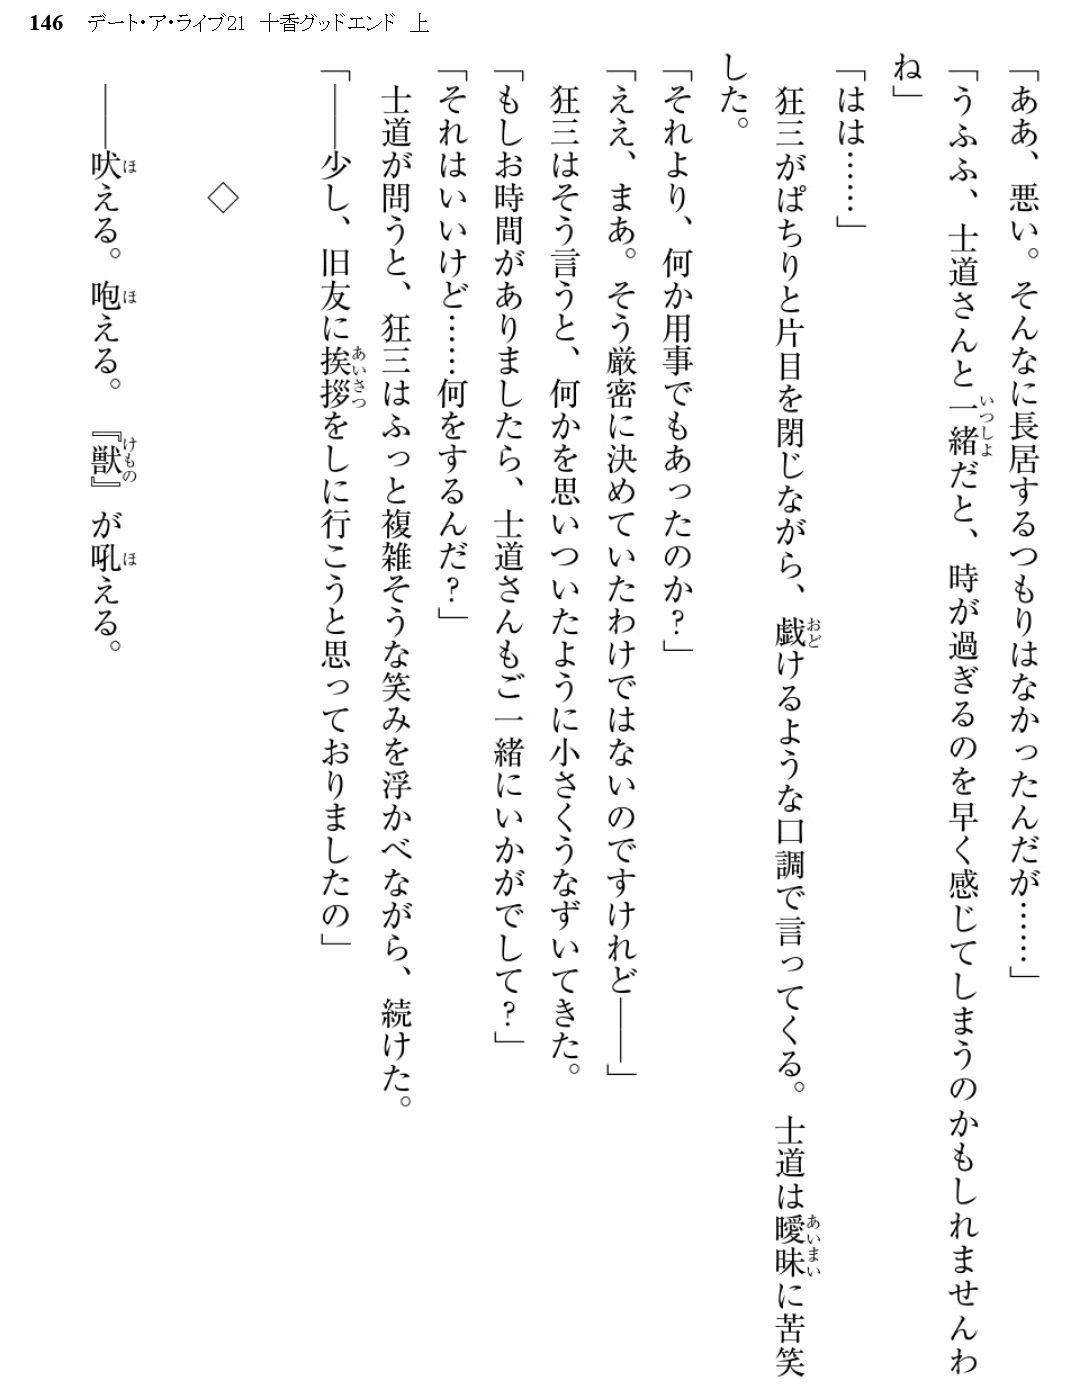 146 デート・ア・ライブ21 十香グッドエンド 上
「ああ、悪い。そんなに長居するつもりはなかったんだが……」
「うふふ、士道さんと一緒だと、時が過ぎるのを早く感じてしまうのかもしれませんわ
ね」
「はは……」
　狂三がぱちりと片目を閉じながら、戯けるような口調で言ってくる。士道は曖昧に苦笑
した。
「それより、何か用事でもあったのか？」
「ええ、まあ。そう厳密に決めていたわけではないのですけれど――」
　狂三はそう言うと、何かを思いついたように小さくうなずいてきた。
「もしお時間がありましたら、士道さんもご一緒にいかがでして？」
「それはいいけど……何をするんだ？」
　士道が問うと、狂三はふっと複雑そうな笑みを浮かべながら、続けた。
「――少し、旧友に挨拶をしに行こうと思っておりましたの」
◇
　――吠える。咆える。『獣』が吼える。